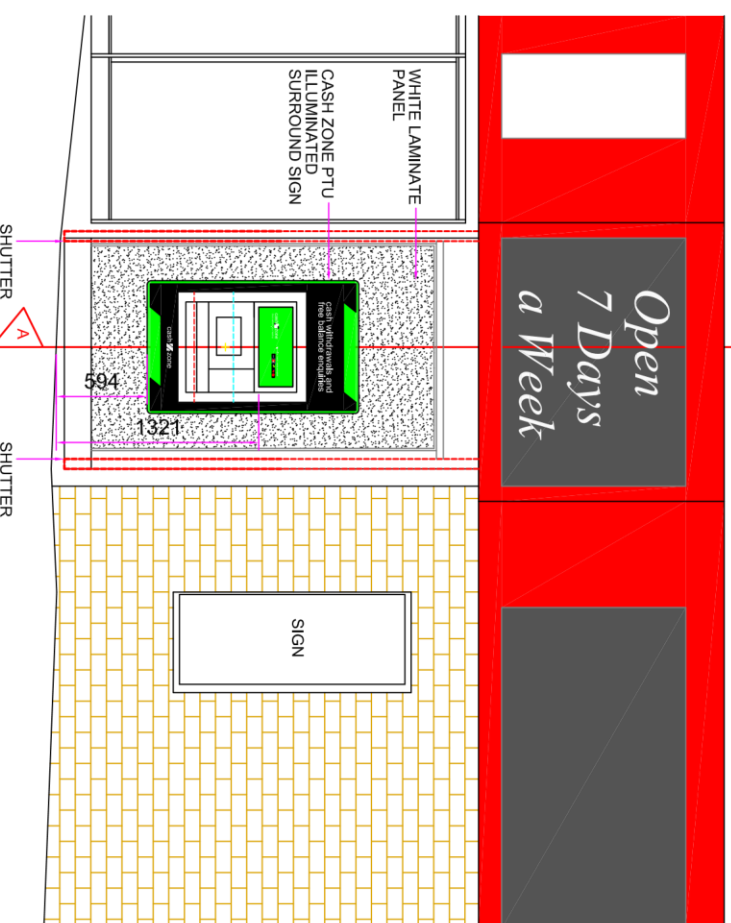 Open
7 Days
a Week
WHITE LAMINATE
PANEL
CASH ZONE PTU
ILLUMINATED
SURROUND SIGN
cash withdrawals and
free balance enquiries
cash zone
594
1321
SIGN
SHUTTER
A
SHUTTER